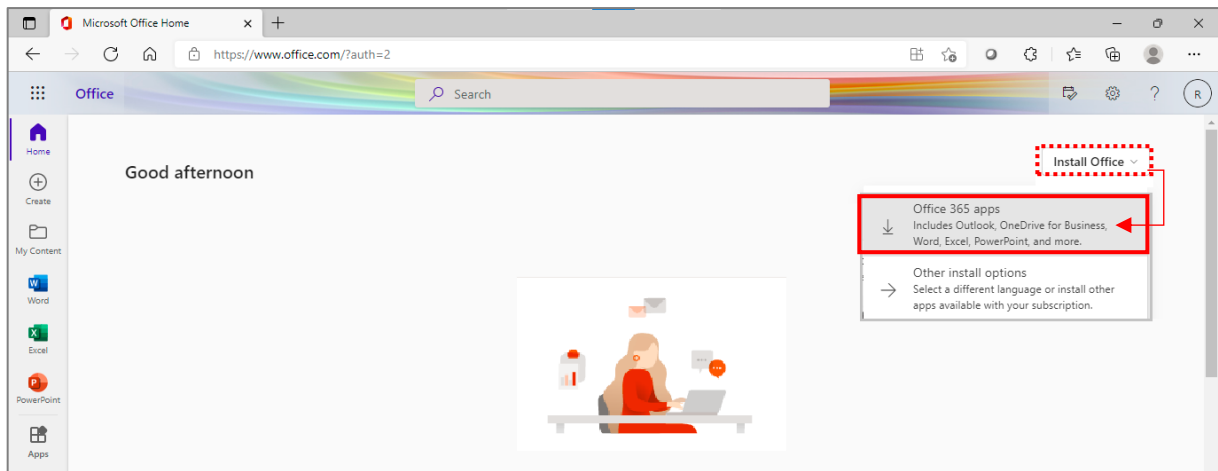 Microsoft Office Home
https://www.office.com/?auth=2
Office
Search
R
Home
Create
My Content
Word
Excel
PowerPoint
Apps
Good afternoon
Install Office
Office 365 apps
Includes Outlook, OneDrive for Business,
Word, Excel, PowerPoint, and more.
Other install options
Select a different language or install other
apps available with your subscription.